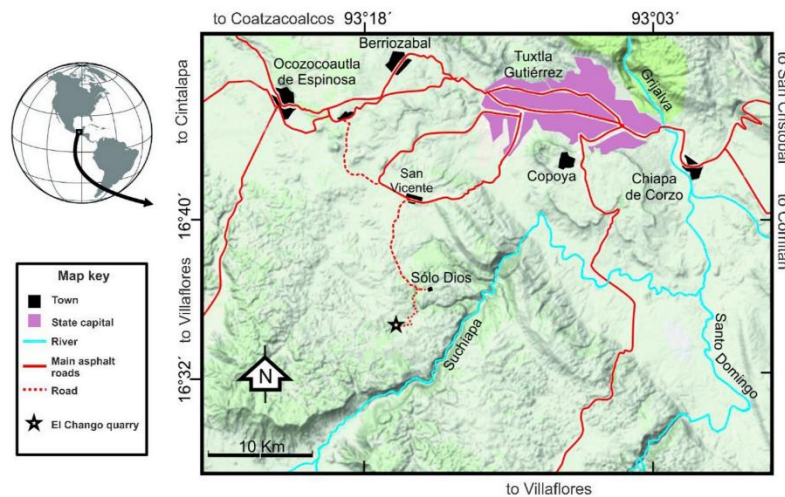 to Coatzacoalcos
93°18´
93°03´
to Cintalapa
to San Cristobal
Berriozabal
Ocozocoautla
de Espinosa
Tuxtla
Gutiérrez
Grijalva
San
Vicente
Copoya
Chiapa
de Corzo
16°40´
to Comitam
to Villaflores
Sólo Dios
Suchiapa
Santo Domingo
16°32´
N
10 Km
to Villaflores
Map key
Town
State capital
River
Main asphalt
roads
Road
El Chango quarry